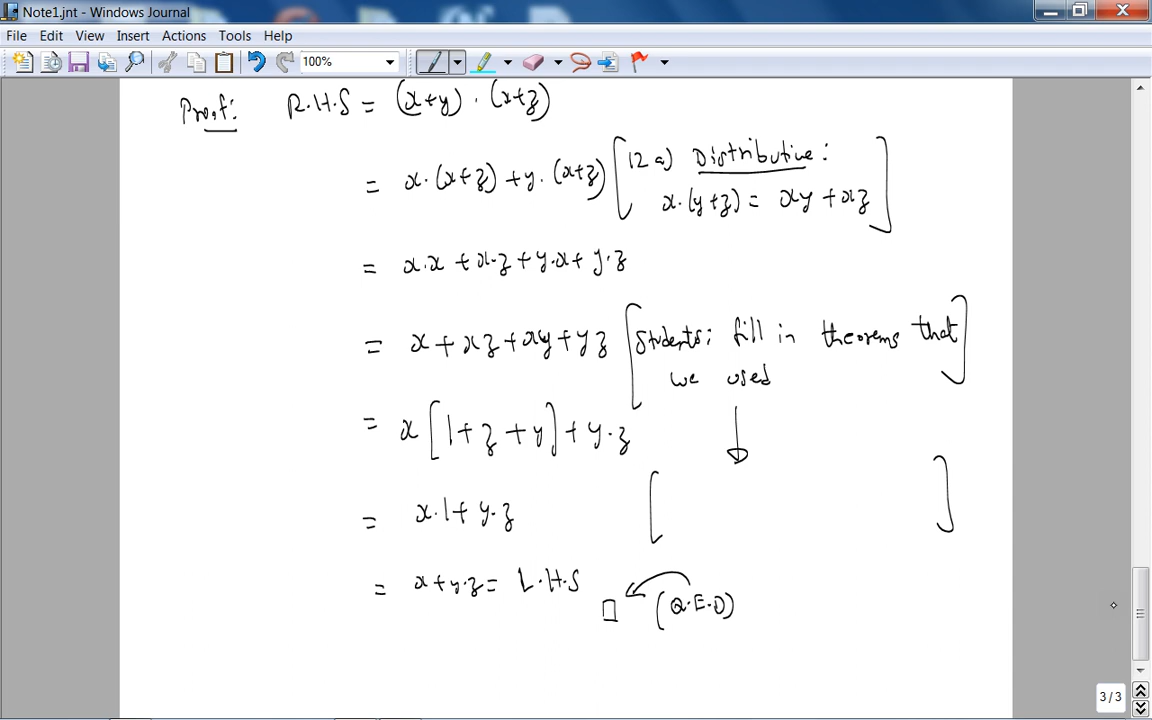 Note1.jnt - Windows Journal
File Edit View Insert Actions Tools Help
100%
Proof: R.H.S = (x+y) . (x+z)
= x.(x+z) + y.(x+z) [12 a) Distributive:
x.(y+z) = xy + xz]
= x.x + x.z + y.x + y.z
= x + xz + xy + yz [Students: fill in theorems that
we used]
= x[1+z+y] + y.z
= x.1 + y.z [ ]
= x + y.z = L.H.S
□ (Q.E.D)
3/3